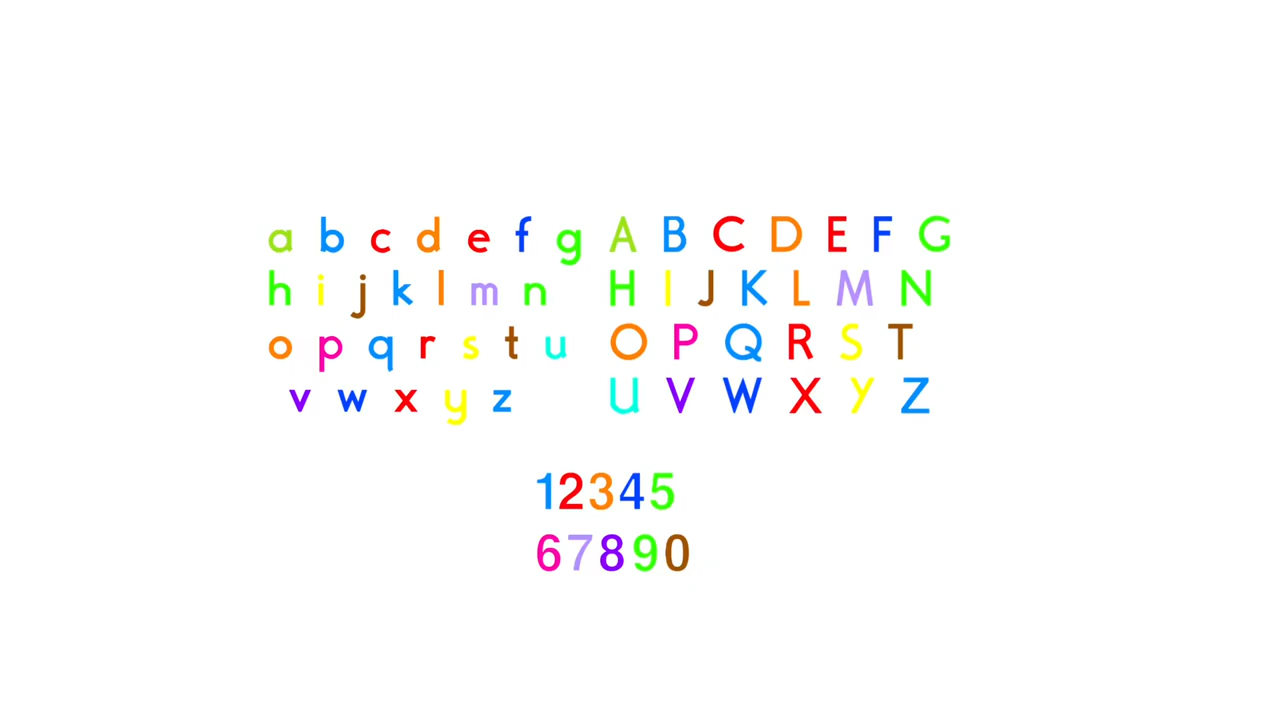 a b c d e f g A B C D E F G
h i j k l m n H I J K L M N
o p q r s t u O P Q R S T
v w x y z U V W X Y Z
12345
67890